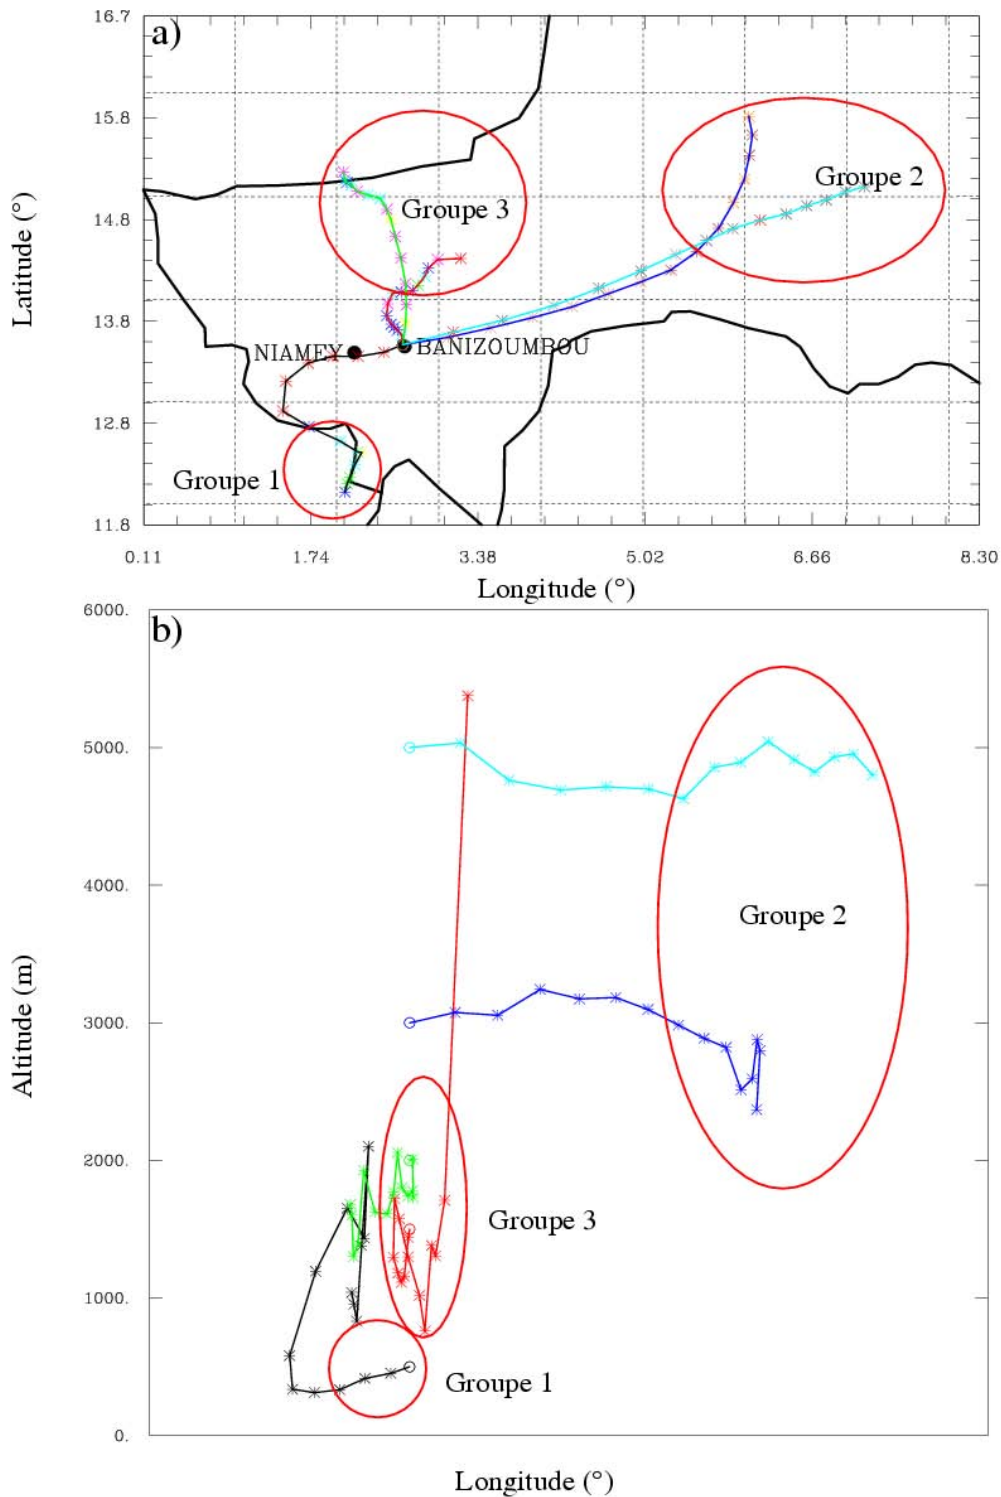 16.7
a)
15.8
Groupe 2
14.8
Groupe 3
Latitude (°)
13.8
NIAMEY
BANIZOUMBOU
12.8
Groupe 1
11.8
0.11 1.74 3.38 5.02 6.66 8.30
Longitude (°)
6000.
b)
5000.
4000.
Groupe 2
Altitude (m)
3000.
2000.
Groupe 3
1000.
Groupe 1
0.
Longitude (°)